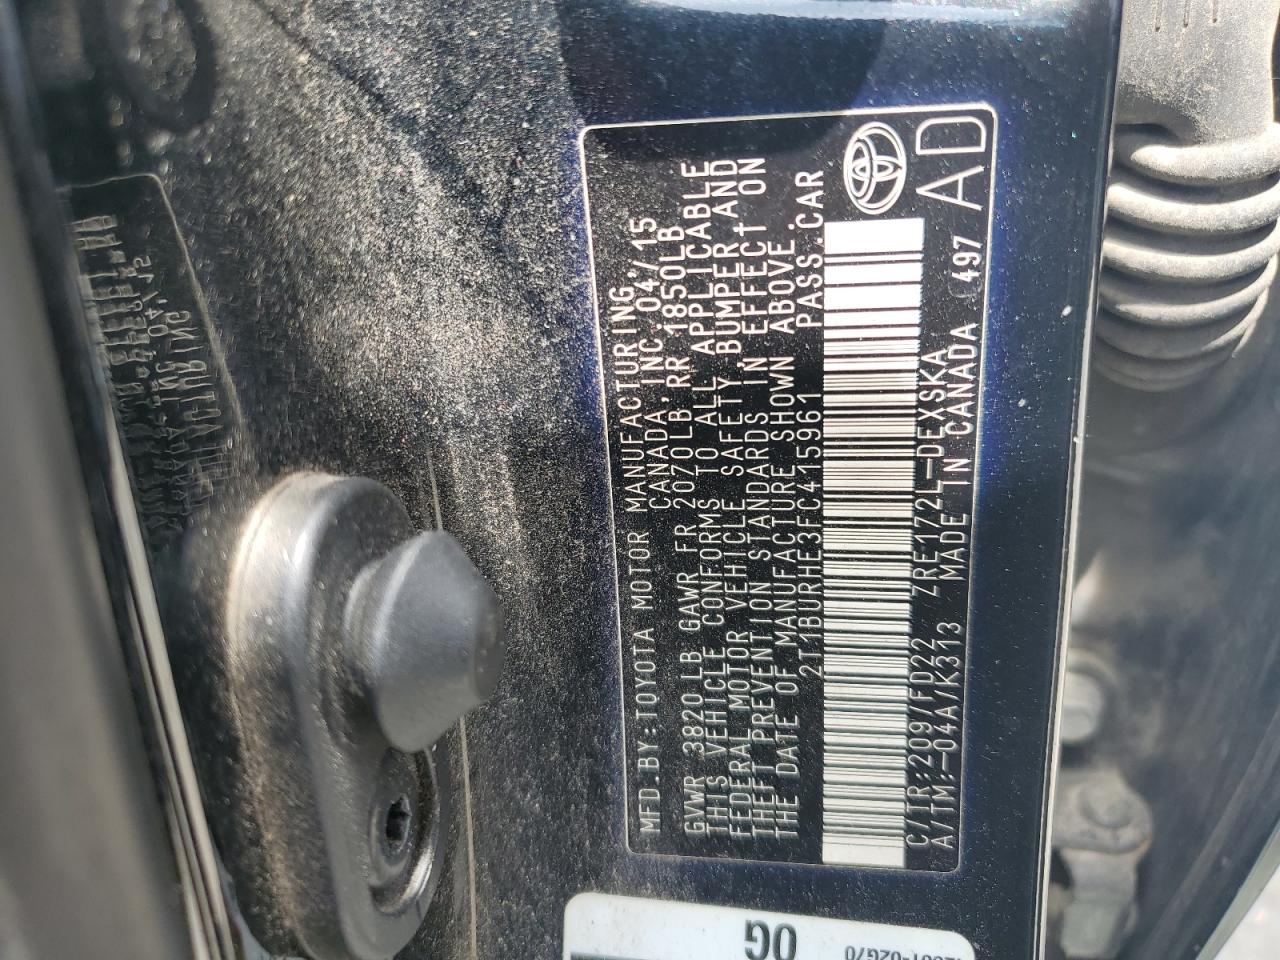 MFD.BY:TOYOTA MOTOR MANUFACTURING,
CANADA,INC. 04/15
GVWR 3820 LB GAWR FR 2070LB RR 1850LB
THIS VEHICLE CONFORMS TO ALL APPLICABLE
FEDERAL MOTOR VEHICLE SAFETY BUMPER AND
THEFT PREVENTION STANDARDS IN EFFECT ON
THE DATE OF MANUFACTURE SHOWN ABOVE.
2T1BURHE3FC415961 PASS.CAR
C/TR:209/FD22 ZRE172L-DEXSKA
A/TM:-04A/K313 MADE IN CANADA 497
AD
0G